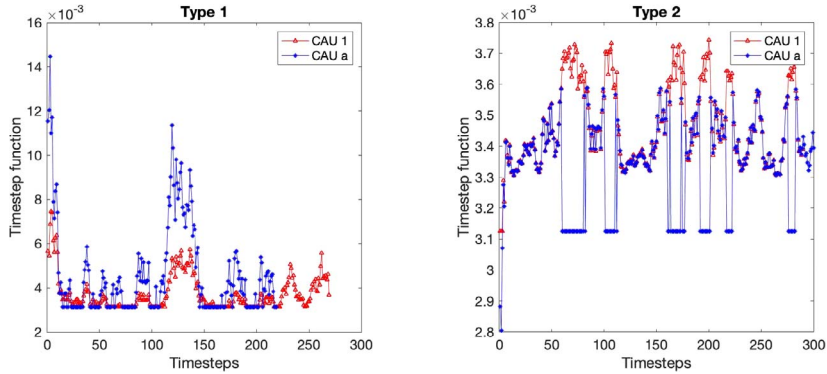 Type 1
×10⁻³
16
14
12
10
8
6
4
2
Timestep function
0 50 100 150 200 250 300
Timesteps
CAU 1
CAU a
Type 2
×10⁻³
3.8
3.7
3.6
3.5
3.4
3.3
3.2
3.1
3
2.9
2.8
Timestep function
0 50 100 150 200 250 300
Timesteps
CAU 1
CAU a